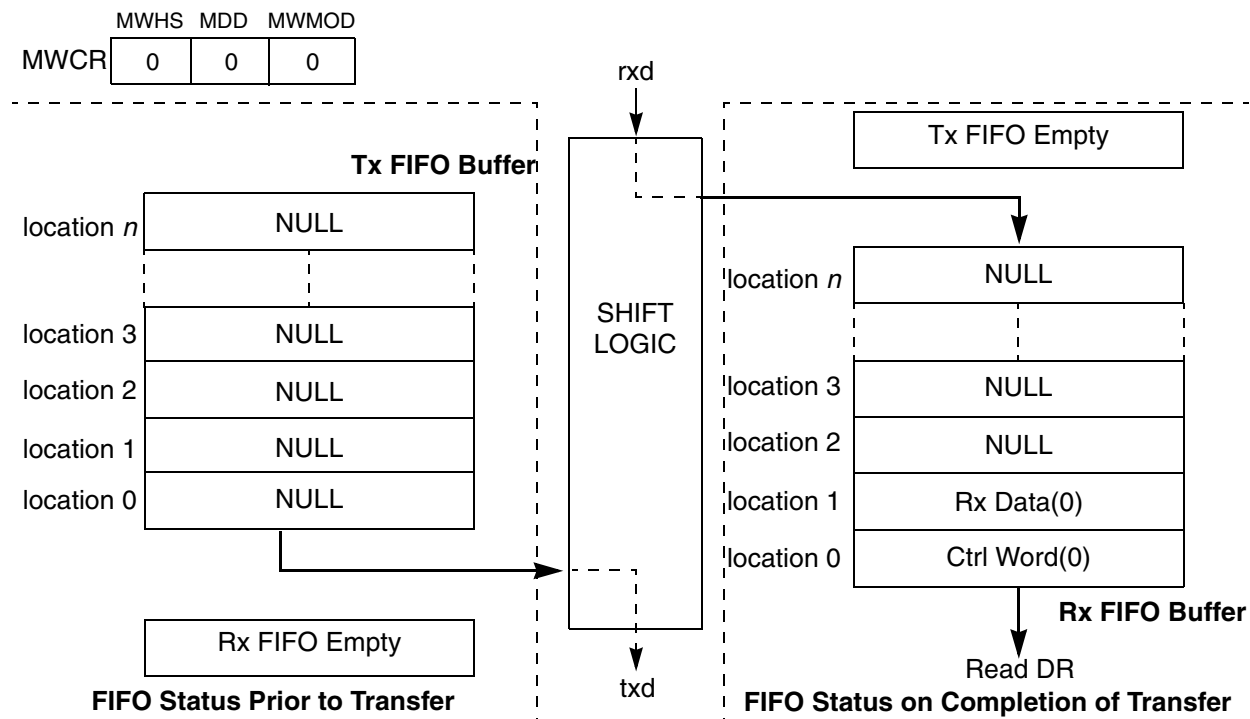 MWHS MDD MWMOD
MWCR 0 0 0
rxd
Tx FIFO Empty
Tx FIFO Buffer
location n NULL
location n NULL
SHIFT
LOGIC
location 3 NULL
location 2 NULL
location 1 NULL
location 0 NULL
location 3 NULL
location 2 NULL
location 1 Rx Data(0)
location 0 Ctrl Word(0)
Rx FIFO Buffer
Rx FIFO Empty
txd
Read DR
FIFO Status Prior to Transfer
FIFO Status on Completion of Transfer